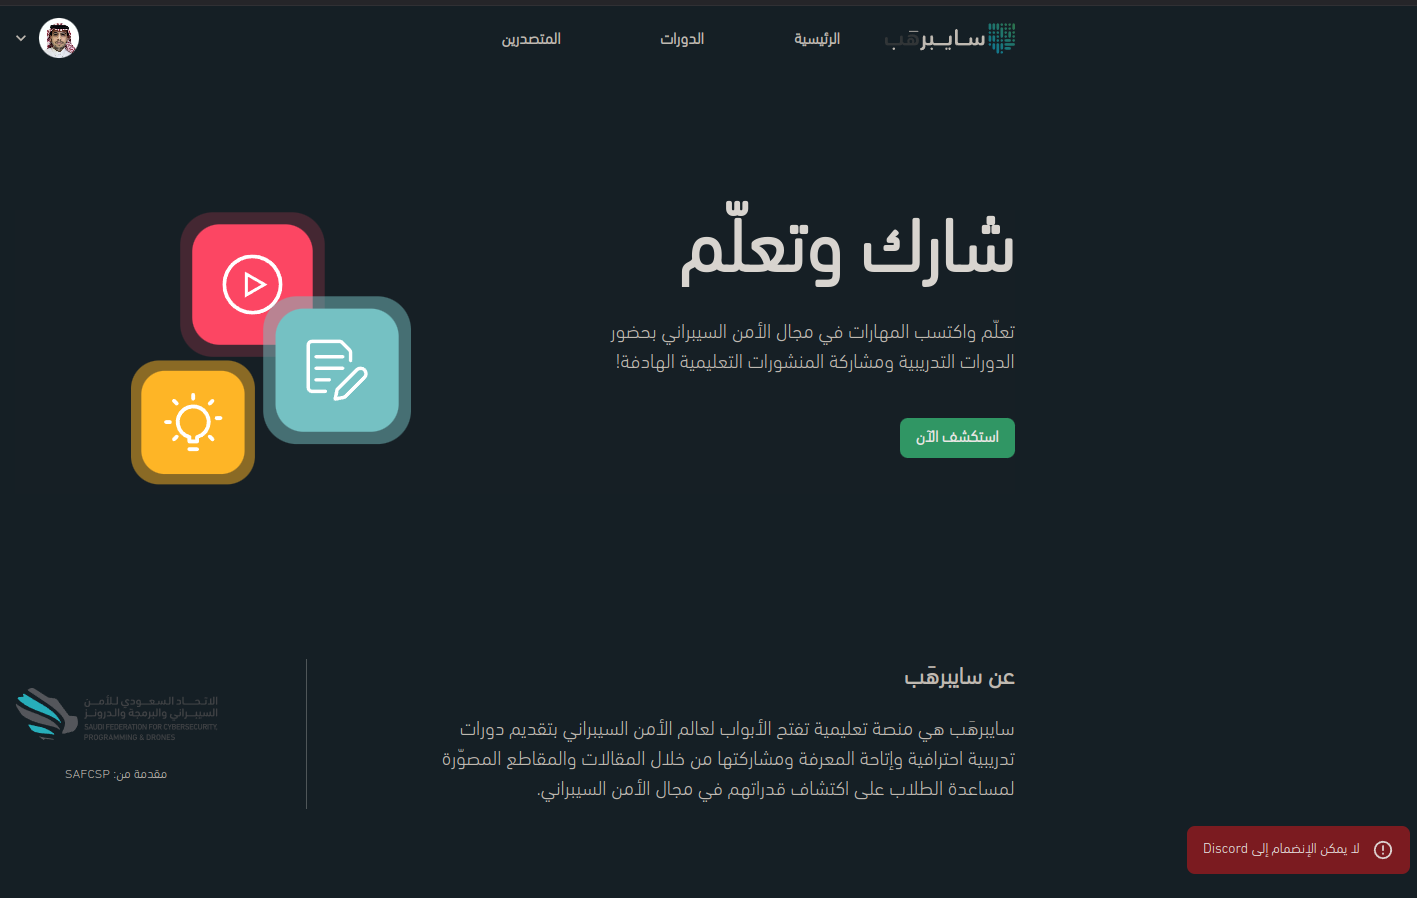 سايبرهَب
الرئيسية
الدورات
المتصدرين
شارك وتعلّم
تعلّم واكتسب المهارات في مجال الأمن السيبراني بحضور
الدورات التدريبية ومشاركة المنشورات التعليمية الهادفة!
استكشف الآن
عن سايبرهَب
سايبرهَب هي منصة تعليمية تفتح الأبواب لعالم الأمن السيبراني بتقديم دورات
تدريبية احترافية وإتاحة المعرفة ومشاركتها من خلال المقالات والمقاطع المصوّرة
لمساعدة الطلاب على اكتشاف قدراتهم في مجال الأمن السيبراني.
الاتحاد السعودي للأمن
السيبراني والبرمجة والدرونز
SAUDI FEDERATION FOR CYBERSECURITY,
PROGRAMMING & DRONES
مقدمة من: SAFCSP
لا يمكن الإنضمام إلى Discord